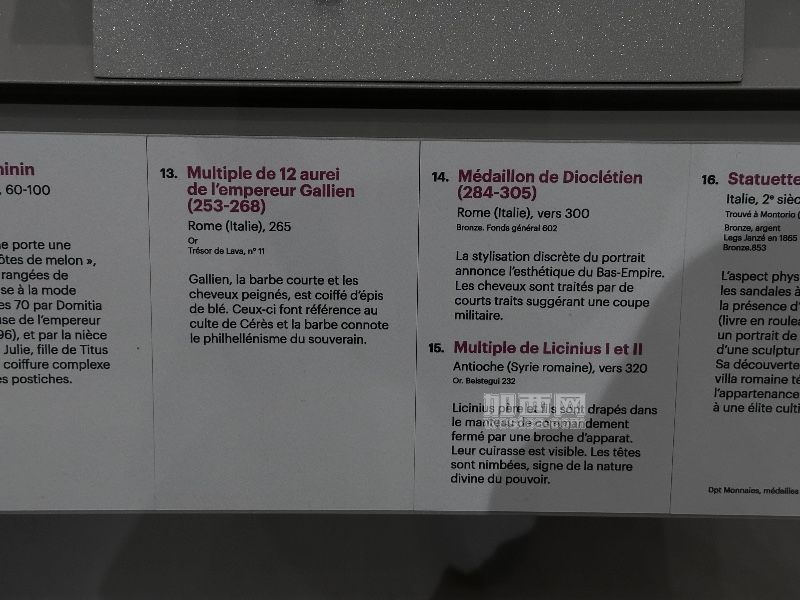 60-100
porte une
côtes de melon »,
rangées de
à la mode
70 par Domitia
de l'empereur
et par la nièce
Julie, fille de Titus
coiffure complexe
postiches.
13. Multiple de 12 aurei
de l'empereur Gallien
(253-268)
Rome (Italie), 265
Or
Trésor de Lava, n° 11
Gallien, la barbe courte et les
cheveux peignés, est coiffé d'épis
de blé. Ceux-ci font référence au
culte de Cérès et la barbe connote
le philhellénisme du souverain.
14. Médaillon de Dioclétien
(284-305)
Rome (Italie), vers 300
Bronze. Fonds général 602
La stylisation discrète du portrait
annonce l'esthétique du Bas-Empire.
Les cheveux sont traités par de
courts traits suggérant une coupe
militaire.
15. Multiple de Licinius I et II
Antioche (Syrie romaine), vers 320
Or. Beistegui 232
Licinius père et fils sont drapés dans
le manteau de commandement
fermé par une broche d'apparat.
Leur cuirasse est visible. Les têtes
sont nimbées, signe de la nature
divine du pouvoir.
16. Statuette
Italie, 2e
Trouvé à Montorio
Bronze, argent
Legs Janzé en 1865
Bronze.853
L'aspect
les sandales à
la présence
(livre en
un portrait de
d'une
Sa découverte
villa romaine
l'appartenance
à une élite
Dpt Monnaies, médailles